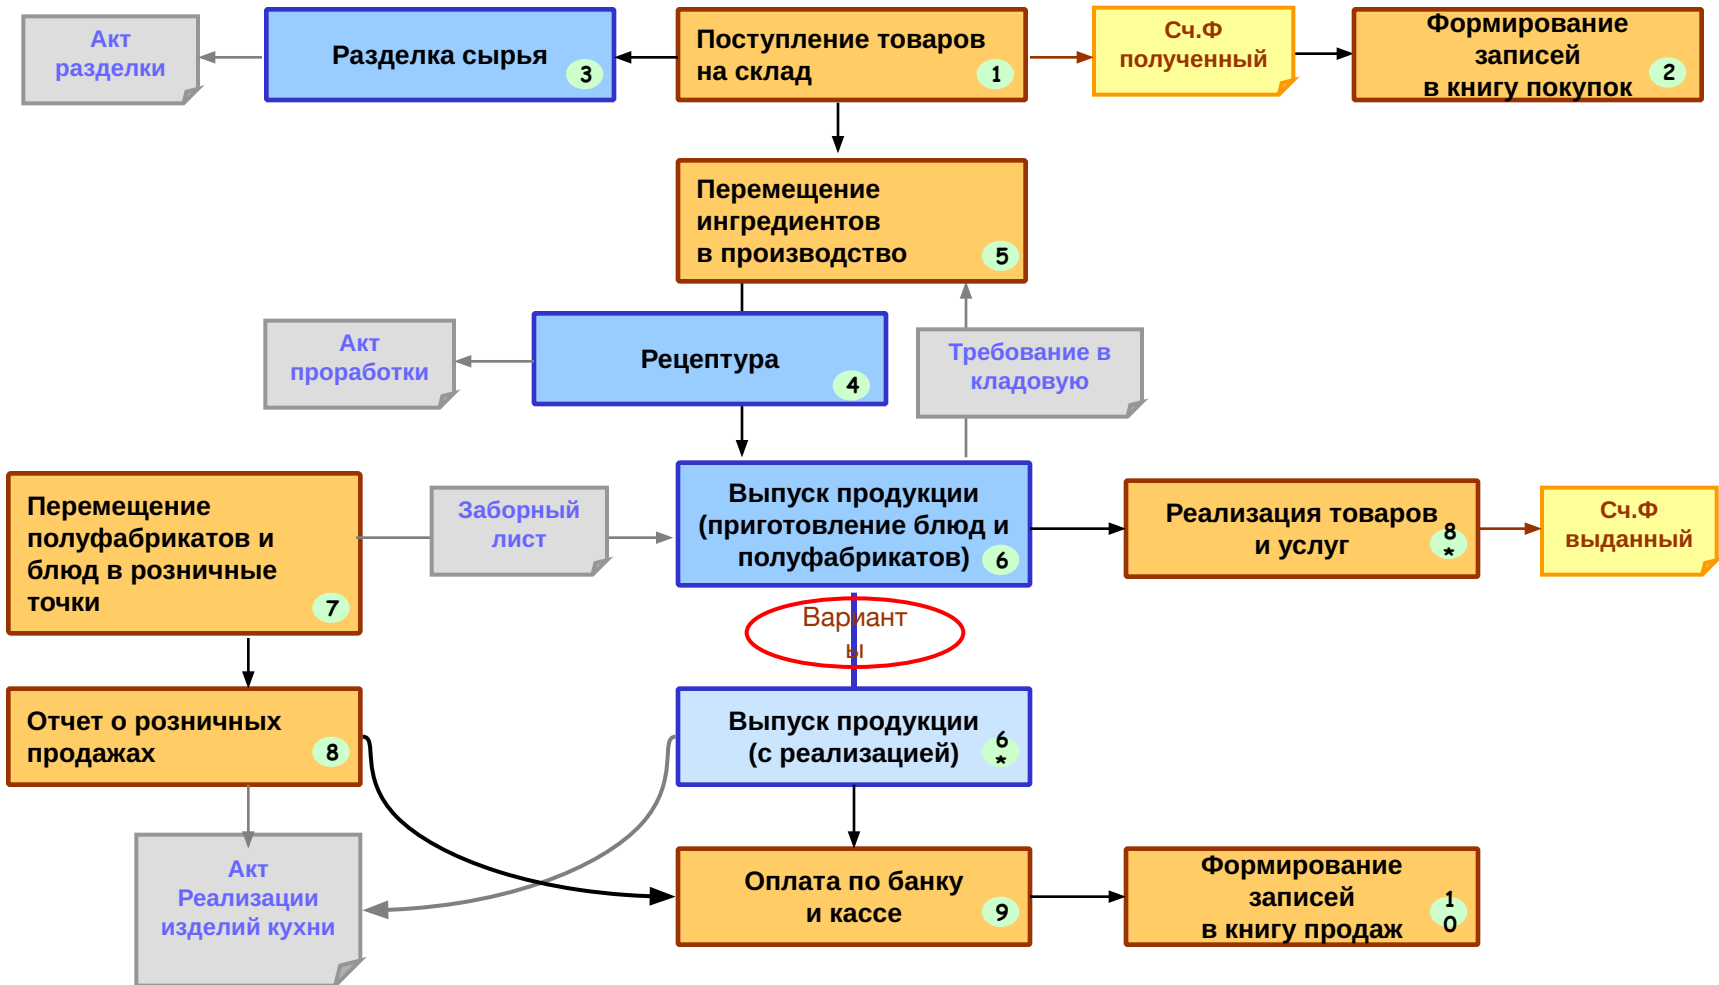 Акт
разделки
Разделка сырья
3
Поступление товаров
на склад
1
Сч.Ф
полученный
Формирование
записей
в книгу покупок
2
Перемещение
ингредиентов
в производство
5
Акт
проработки
Рецептура
4
Требование в
кладовую
Перемещение
полуфабрикатов и
блюд в розничные
точки
7
Заборный
лист
Выпуск продукции
(приготовление блюд и
полуфабрикатов)
6
Реализация товаров
и услуг
8
*
Сч.Ф
выданный
Вариант
ы
Отчет о розничных
продажах
8
Выпуск продукции
(с реализацией)
6
*
Акт
Реализации
изделий кухни
Оплата по банку
и кассе
9
Формирование
записей
в книгу продаж
1
0